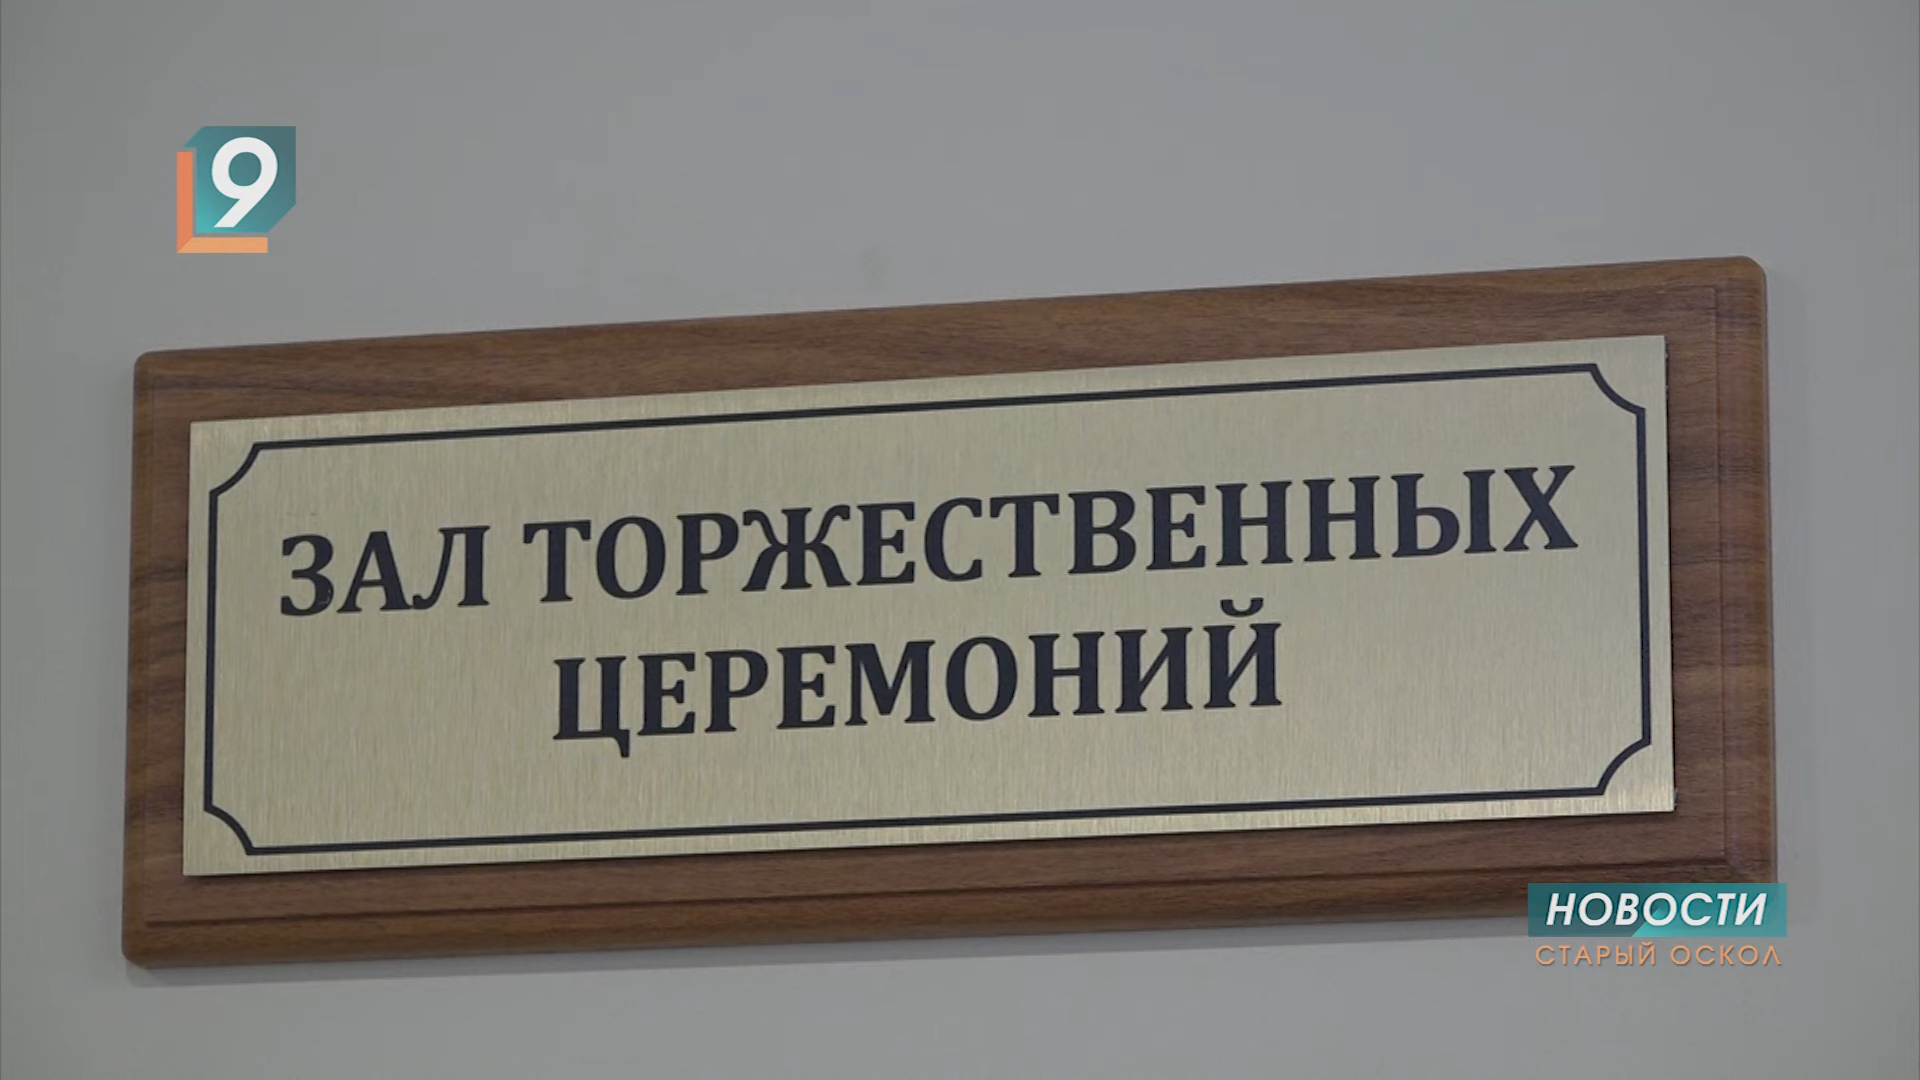 9
ЗАЛ ТОРЖЕСТВЕННЫХ
ЦЕРЕМОНИЙ
НОВОСТИ
СТАРЫЙ ОСКОЛ